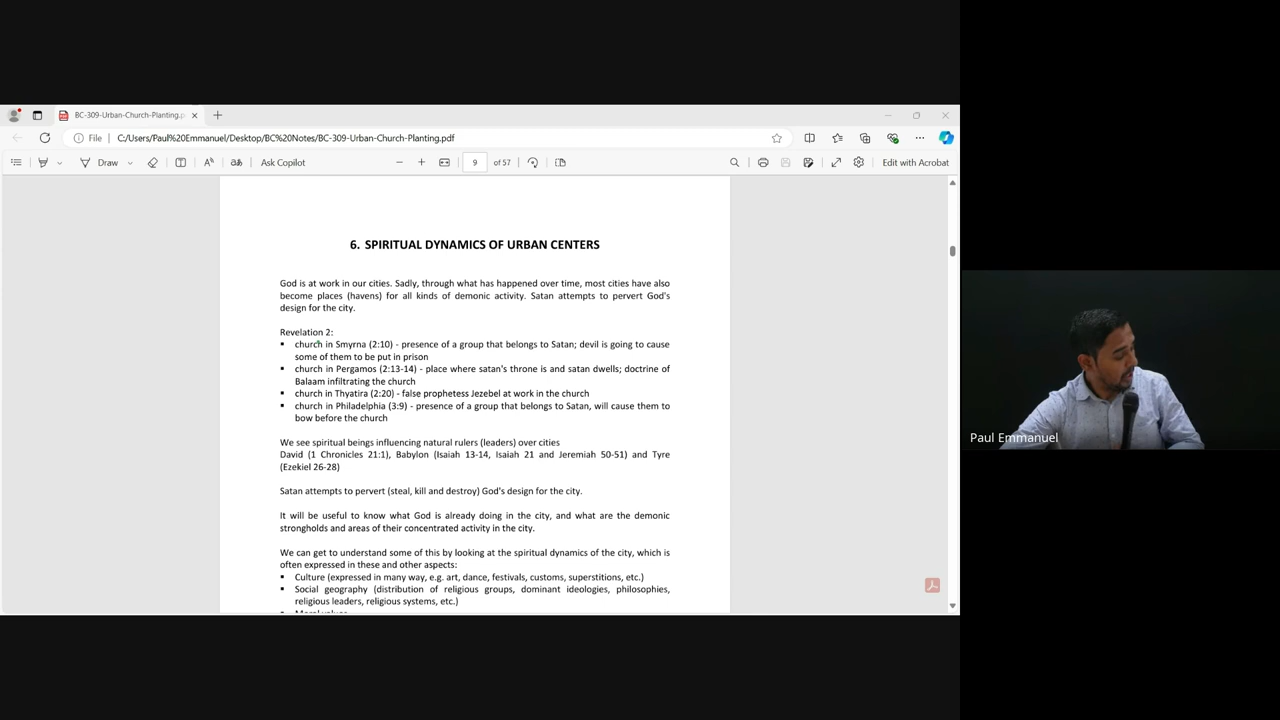 BC-309-Urban-Church-Planting.p
File C:/Users/Paul%20Emmanuel/Desktop/BC%20Notes/BC-309-Urban-Church-Planting.pdf
Draw Ask Copilot 9 of 57 Edit with Acrobat
6. SPIRITUAL DYNAMICS OF URBAN CENTERS
God is at work in our cities. Sadly, through what has happened over time, most cities have also
become places (havens) for all kinds of demonic activity. Satan attempts to pervert God's
design for the city.
Revelation 2:
▪ church in Smyrna (2:10) - presence of a group that belongs to Satan; devil is going to cause
some of them to be put in prison
▪ church in Pergamos (2:13-14) - place where satan's throne is and satan dwells; doctrine of
Balaam infiltrating the church
▪ church in Thyatira (2:20) - false prophetess Jezebel at work in the church
▪ church in Philadelphia (3:9) - presence of a group that belongs to Satan, will cause them to
bow before the church
We see spiritual beings influencing natural rulers (leaders) over cities
David (1 Chronicles 21:1), Babylon (Isaiah 13-14, Isaiah 21 and Jeremiah 50-51) and Tyre
(Ezekiel 26-28)
Satan attempts to pervert (steal, kill and destroy) God's design for the city.
It will be useful to know what God is already doing in the city, and what are the demonic
strongholds and areas of their concentrated activity in the city.
We can get to understand some of this by looking at the spiritual dynamics of the city, which is
often expressed in these and other aspects:
▪ Culture (expressed in many way, e.g. art, dance, festivals, customs, superstitions, etc.)
▪ Social geography (distribution of religious groups, dominant ideologies, philosophies,
religious leaders, religious systems, etc.)
Paul Emmanuel